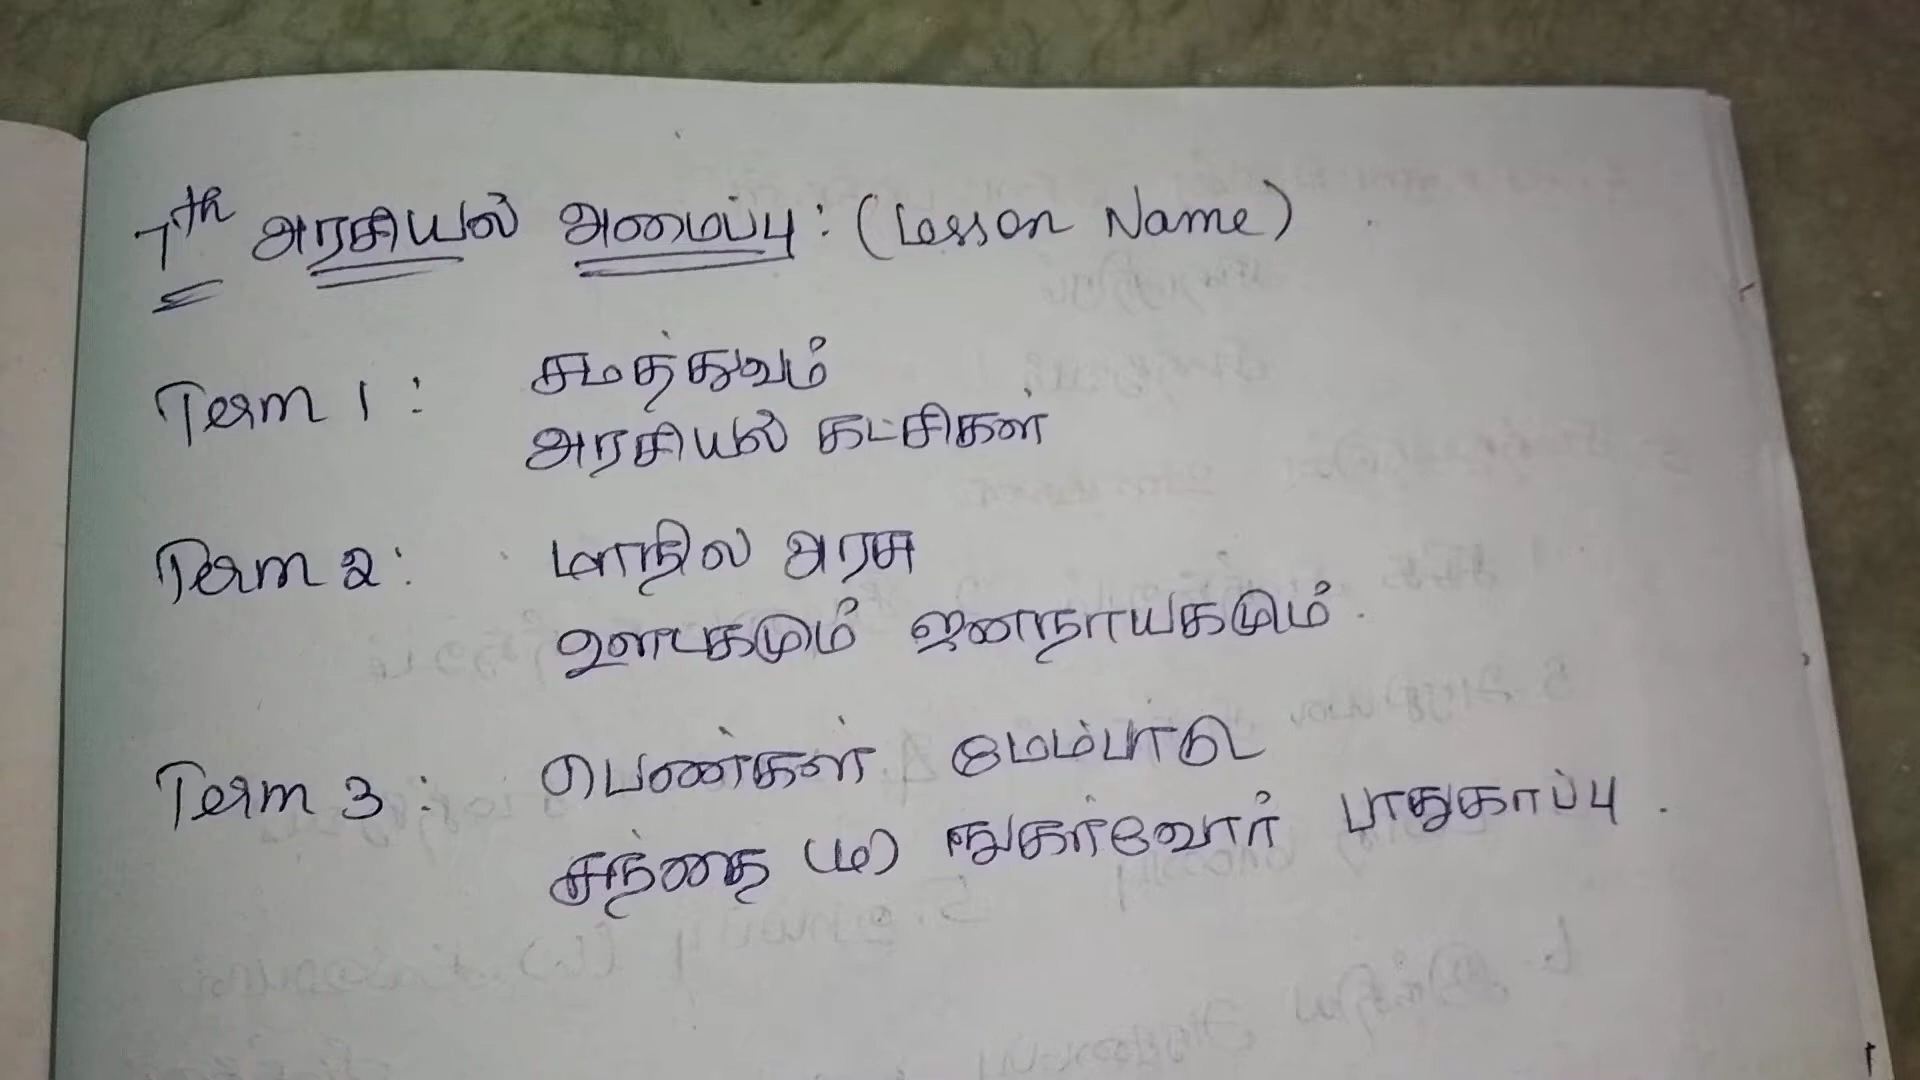 7th அரசியல் அமைப்பு : (Lesson Name)
Term 1 : சமத்துவம்
அரசியல் கட்சிகள்
Term 2 : மாநில அரசு
ஊடகமும் ஜனநாயகமும்.
Term 3 : பெண்கள் மேம்பாடு
சந்தை (ம) நுகர்வோர் பாதுகாப்பு.